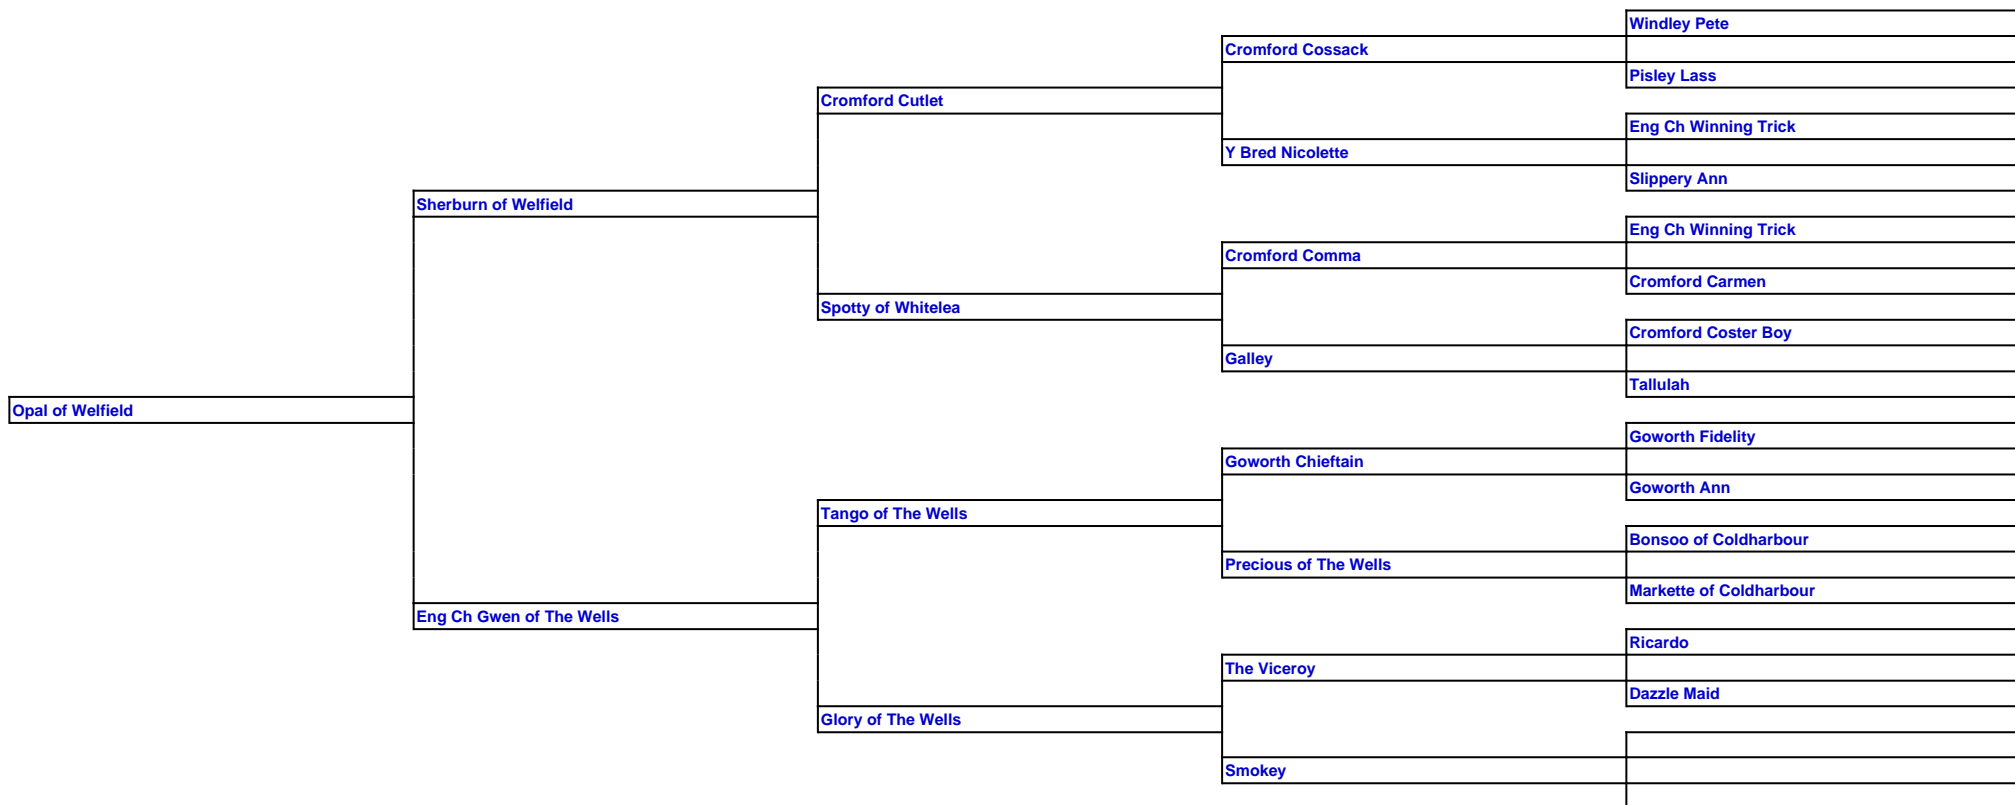 Windley Pete
Cromford Cossack
Pisley Lass
Cromford Cutlet
Eng Ch Winning Trick
Y Bred Nicolette
Slippery Ann
Sherburn of Welfield
Eng Ch Winning Trick
Cromford Comma
Cromford Carmen
Spotty of Whitelea
Cromford Coster Boy
Galley
Tallulah
Opal of Welfield
Goworth Fidelity
Goworth Chieftain
Goworth Ann
Tango of The Wells
Bonsoo of Coldharbour
Precious of The Wells
Markette of Coldharbour
Eng Ch Gwen of The Wells
Ricardo
The Viceroy
Dazzle Maid
Glory of The Wells
Smokey